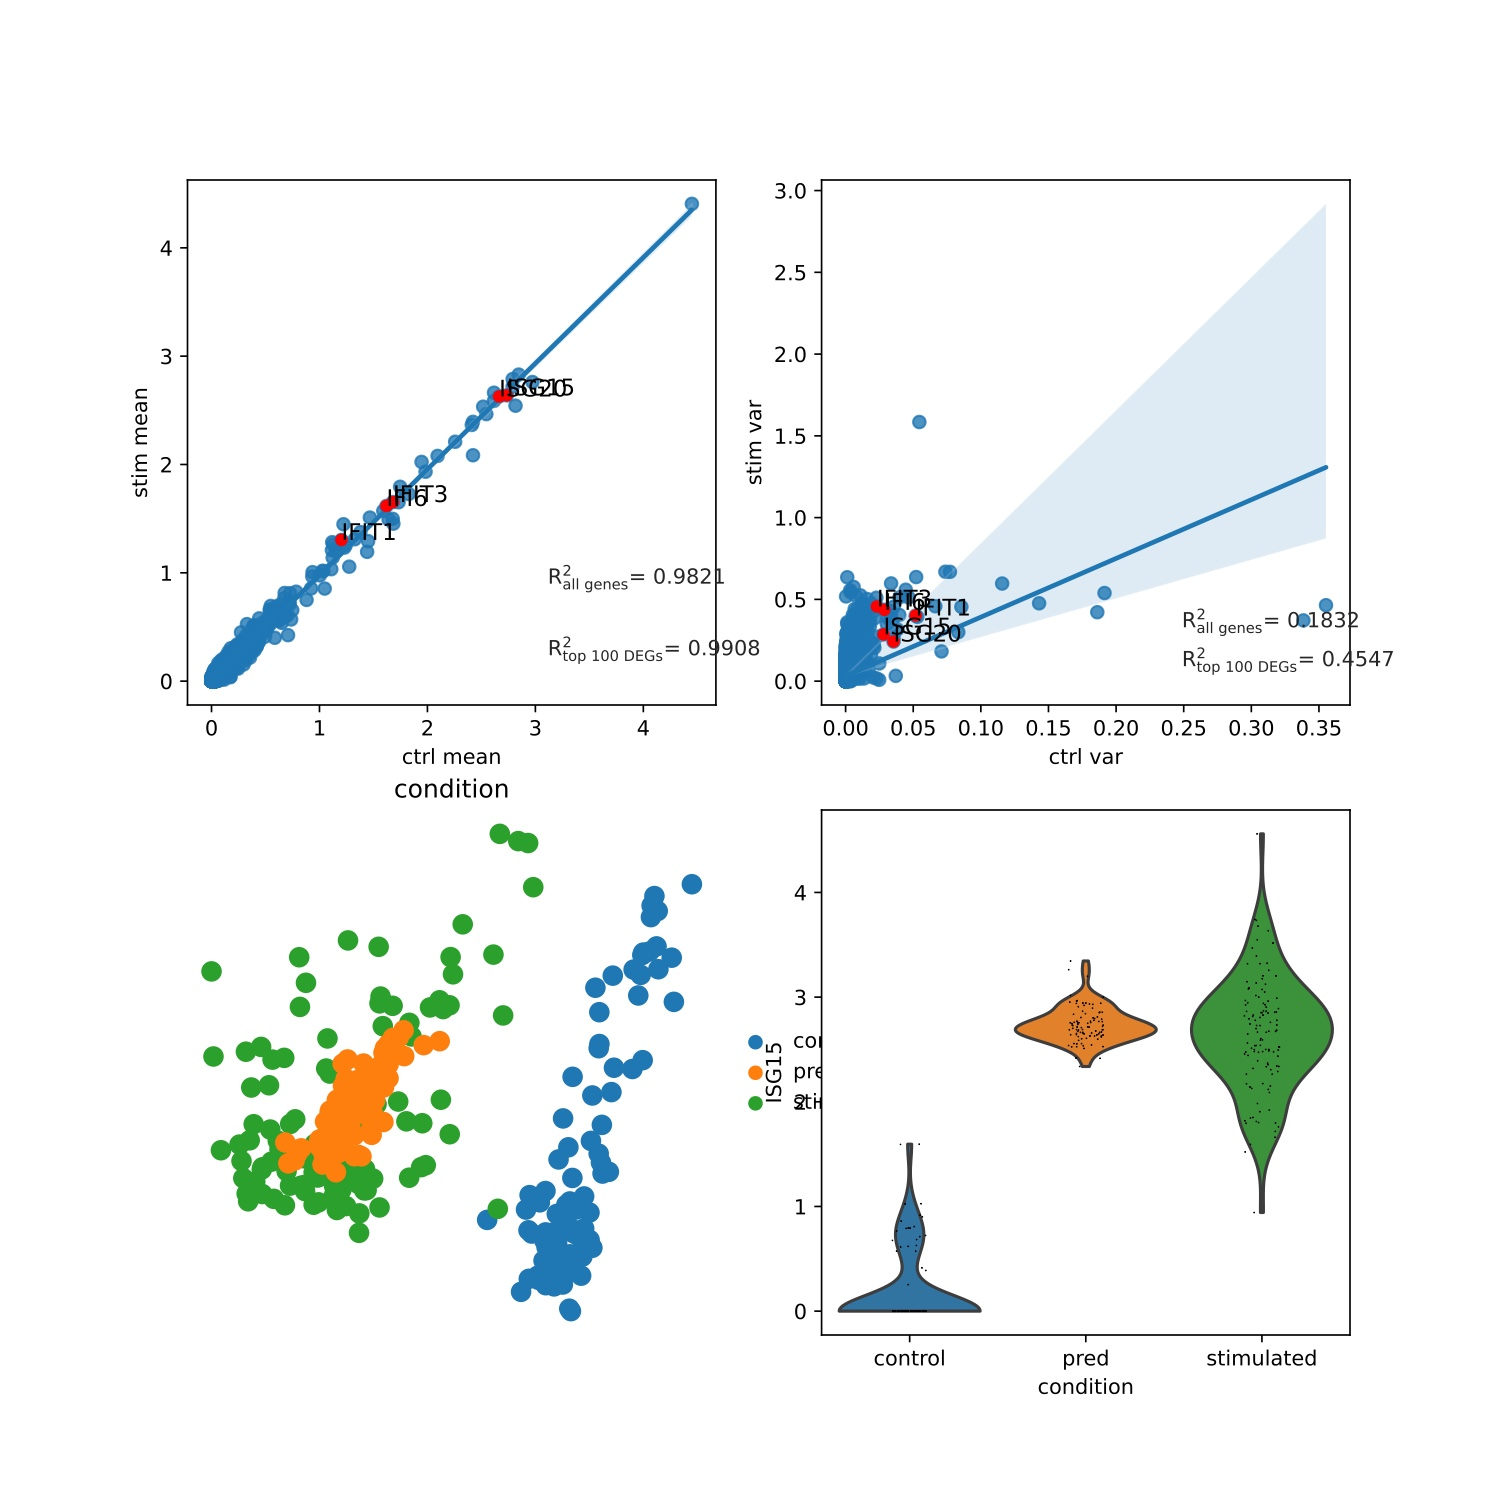 4
3
2
1
0
stim mean
ISG20
ISG15
IFI6
IFIT3
IFIT1
R2all genes= 0.9821
R2top 100 DEGs= 0.9908
0 1 2 3 4
ctrl mean
3.0
2.5
2.0
1.5
1.0
0.5
0.0
stim var
IFIT3
IFI6
IFIT1
ISG15
ISG20
R2all genes= 0.1832
R2top 100 DEGs= 0.4547
0.00 0.05 0.10 0.15 0.20 0.25 0.30 0.35
ctrl var
condition
ISG15
4
3
2
1
0
control pred stimulated
condition